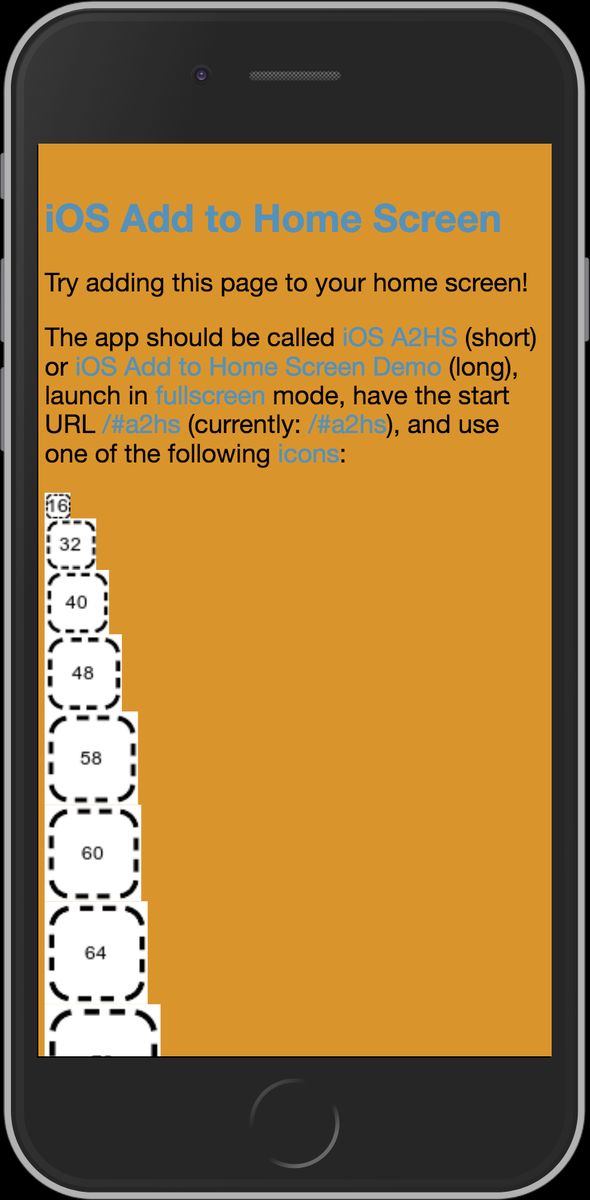 iOS Add to Home Screen
Try adding this page to your home screen!
The app should be called iOS A2HS (short)
or iOS Add to Home Screen Demo (long),
launch in fullscreen mode, have the start
URL /#a2hs (currently: /#a2hs), and use
one of the following icons:
16
32
40
48
58
60
64